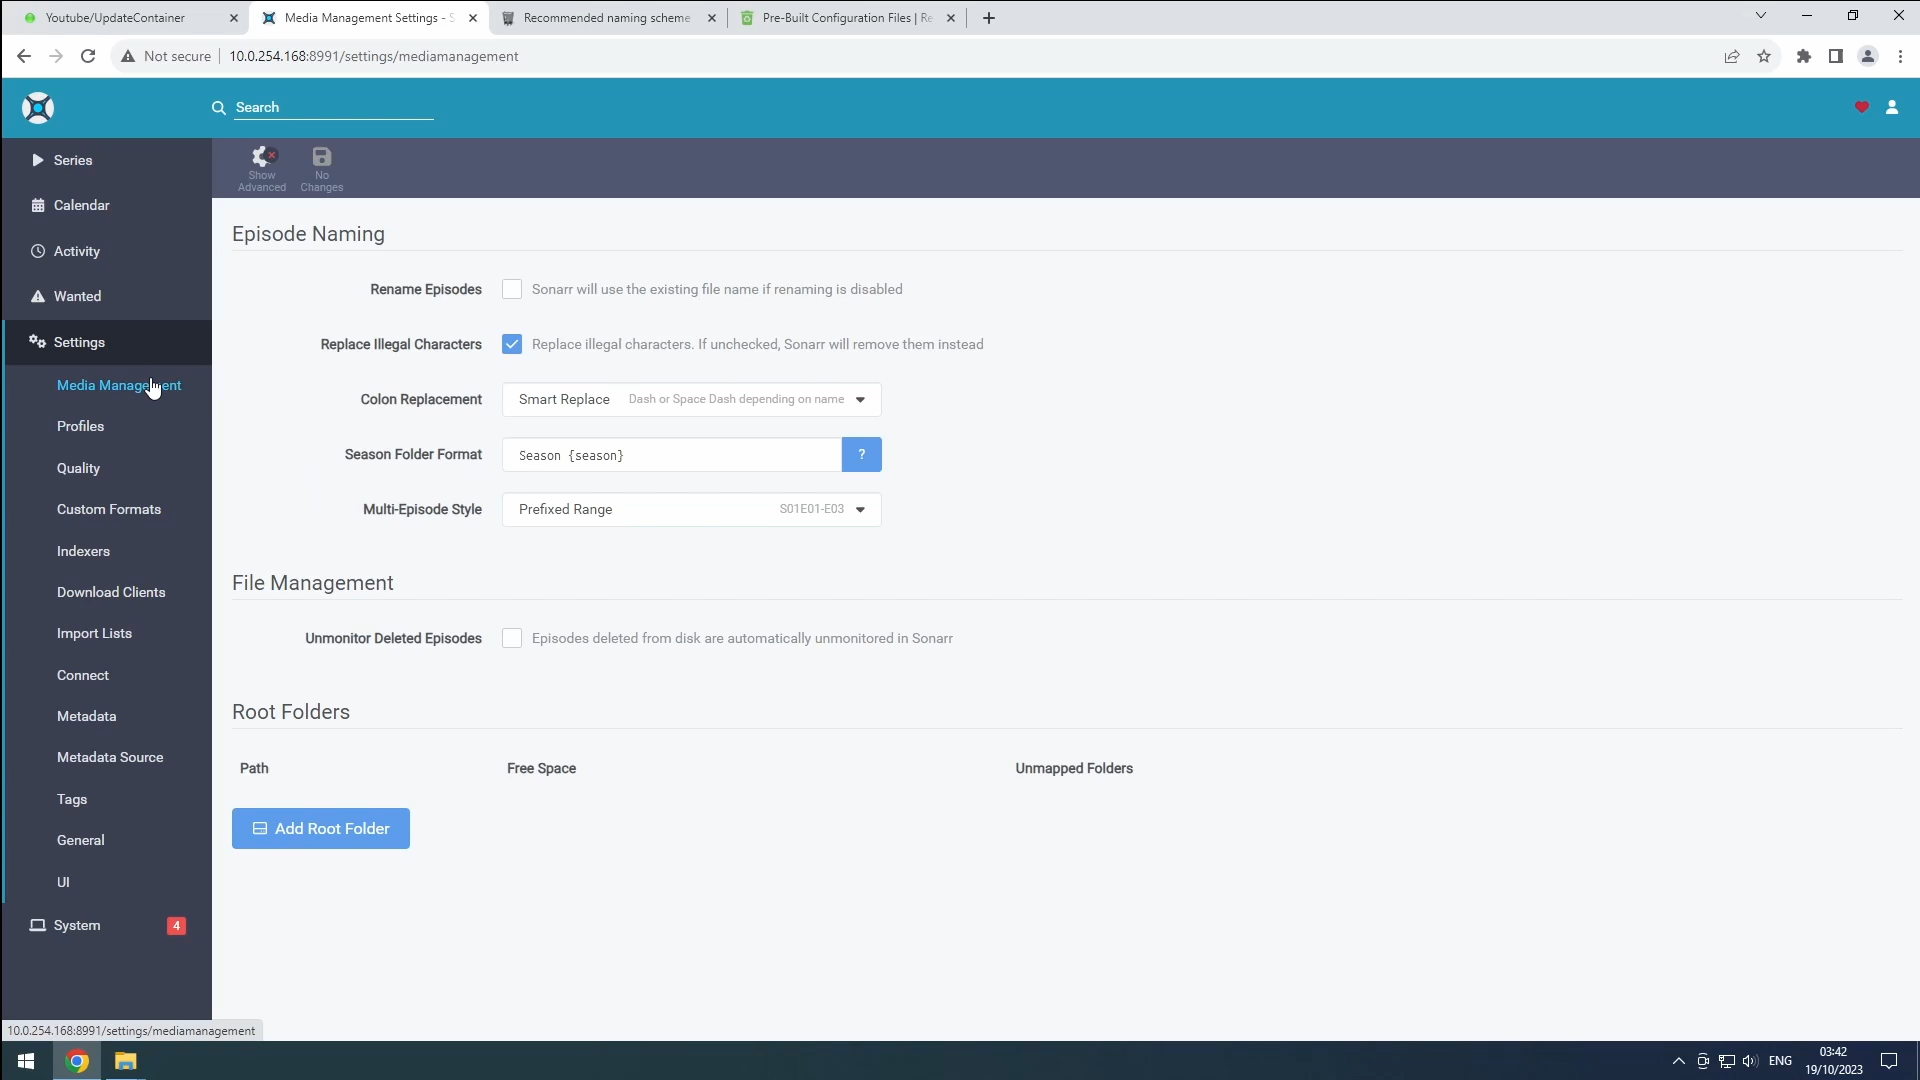 Youtube/UpdateContainer
Media Management Settings - S
Recommended naming scheme
Pre-Built Configuration Files | Re
Not secure
10.0.254.168:8991/settings/mediamanagement
Search
Series
Calendar
Activity
Wanted
Settings
Media Management
Profiles
Quality
Custom Formats
Indexers
Download Clients
Import Lists
Connect
Metadata
Metadata Source
Tags
General
UI
System 4
Show
Advanced
No
Changes
Episode Naming
Rename Episodes Sonarr will use the existing file name if renaming is disabled
Replace Illegal Characters Replace illegal characters. If unchecked, Sonarr will remove them instead
Colon Replacement Smart Replace Dash or Space Dash depending on name
Season Folder Format Season {season} ?
Multi-Episode Style Prefixed Range S01E01-E03
File Management
Unmonitor Deleted Episodes Episodes deleted from disk are automatically unmonitored in Sonarr
Root Folders
Path Free Space Unmapped Folders
Add Root Folder
10.0.254.168:8991/settings/mediamanagement
ENG
03:42
19/10/2023